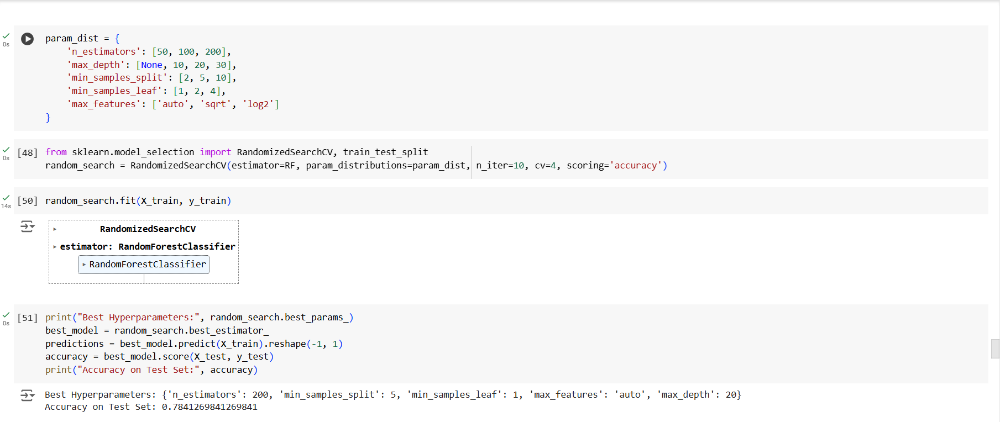 0s
param_dist = {
    'n_estimators': [50, 100, 200],
    'max_depth': [None, 10, 20, 30],
    'min_samples_split': [2, 5, 10],
    'min_samples_leaf': [1, 2, 4],
    'max_features': ['auto', 'sqrt', 'log2']
}
0s
[48] from sklearn.model_selection import RandomizedSearchCV, train_test_split
random_search = RandomizedSearchCV(estimator=RF, param_distributions=param_dist, n_iter=10, cv=4, scoring='accuracy')
14s
[50] random_search.fit(X_train, y_train)
RandomizedSearchCV
estimator: RandomForestClassifier
RandomForestClassifier
0s
[51] print("Best Hyperparameters:", random_search.best_params_)
best_model = random_search.best_estimator_
predictions = best_model.predict(X_train).reshape(-1, 1)
accuracy = best_model.score(X_test, y_test)
print("Accuracy on Test Set:", accuracy)
Best Hyperparameters: {'n_estimators': 200, 'min_samples_split': 5, 'min_samples_leaf': 1, 'max_features': 'auto', 'max_depth': 20}
Accuracy on Test Set: 0.7841269841269841